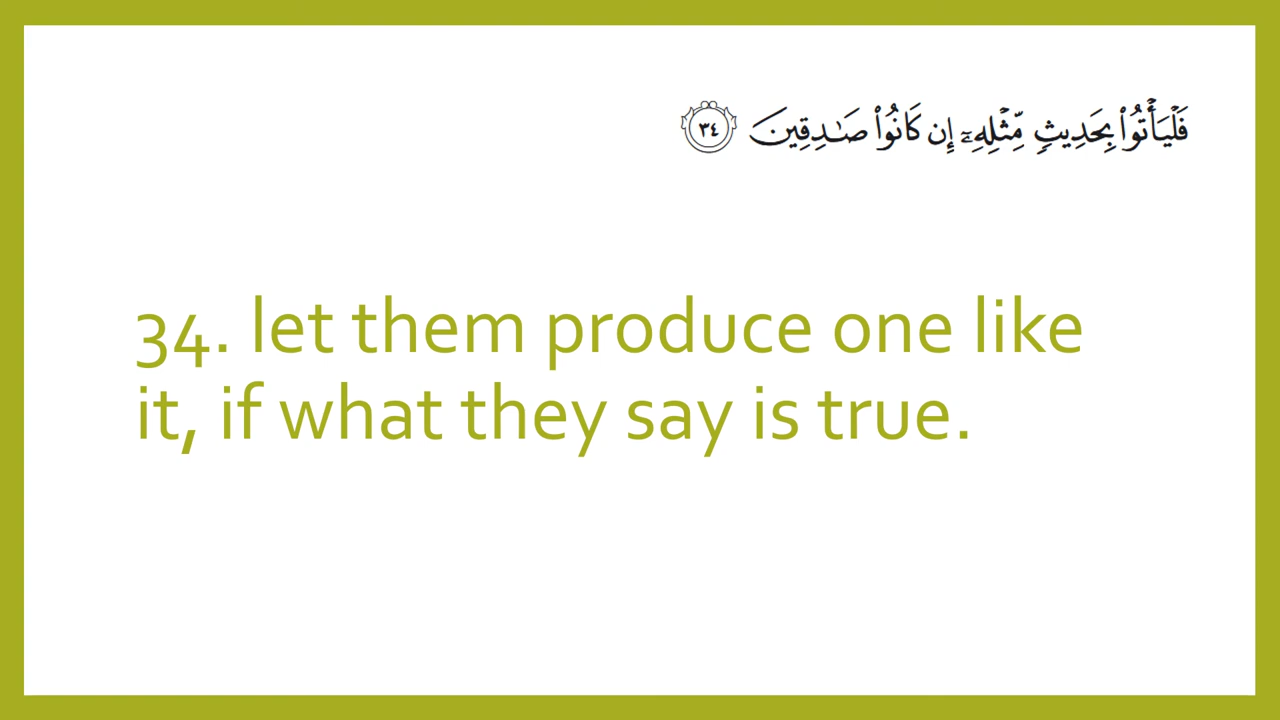 فَلْيَأْتُوا۟ بِحَدِيثٍ مِّثْلِهِۦٓ إِن كَانُوا۟ صَـٰدِقِينَ ٣٤
34. let them produce one like
it, if what they say is true.